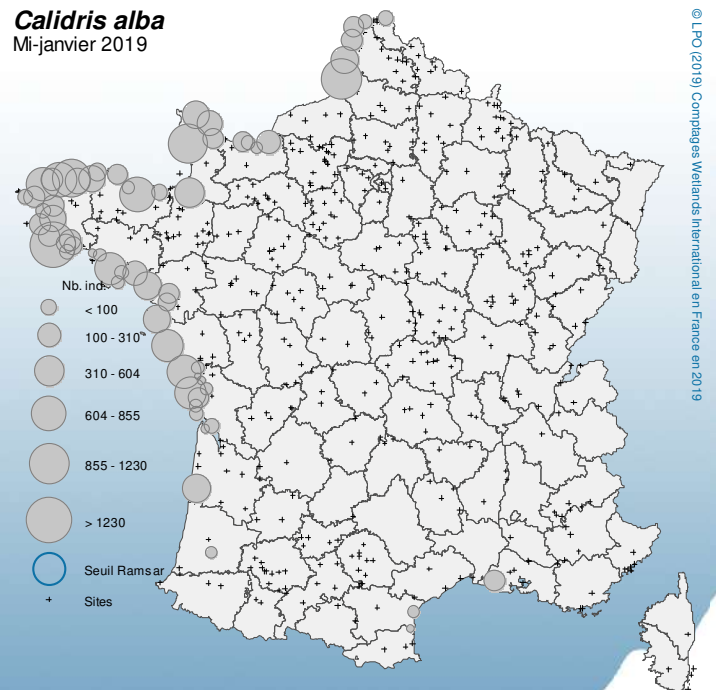 Calidris alba
Mi-janvier 2019
© LPO (2019) Comptages Wetlands International en France en 2019
Nb. ind.
< 100
100 - 310
310 - 604
604 - 855
855 - 1230
> 1230
Seuil Ramsar
Sites